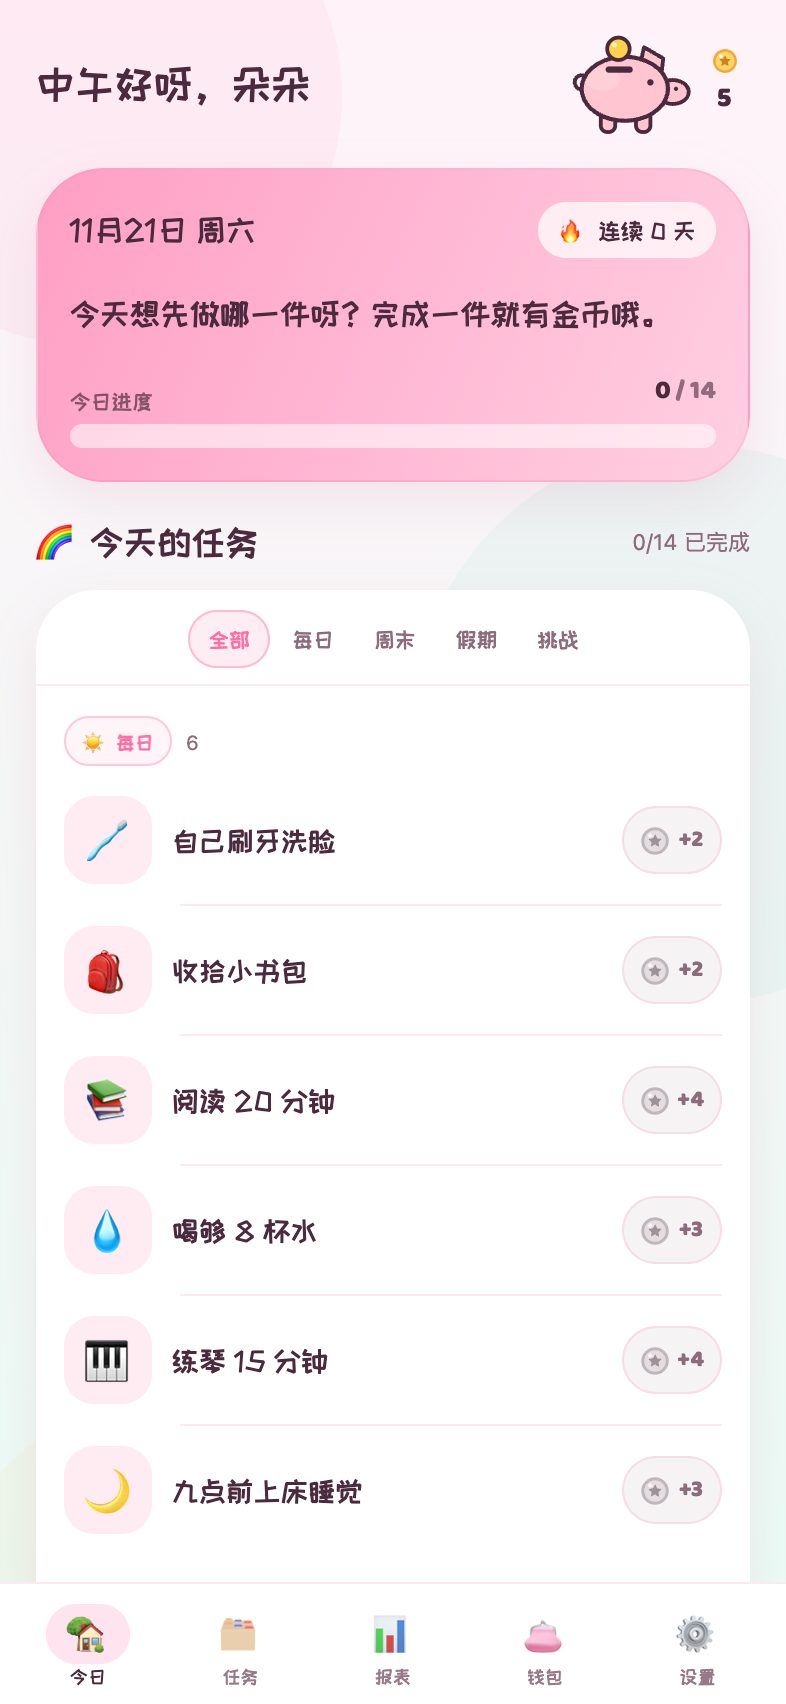 中午好呀，朵朵
5
11月21日 周六
连续 0 天
今天想先做哪一件呀？完成一件就有金币哦。
今日进度
0 / 14
今天的任务
0/14 已完成
全部 每日 周末 假期 挑战
每日 6
自己刷牙洗脸 +2
收拾小书包 +2
阅读 20 分钟 +4
喝够 8 杯水 +3
练琴 15 分钟 +4
九点前上床睡觉 +3
今日 任务 报表 钱包 设置